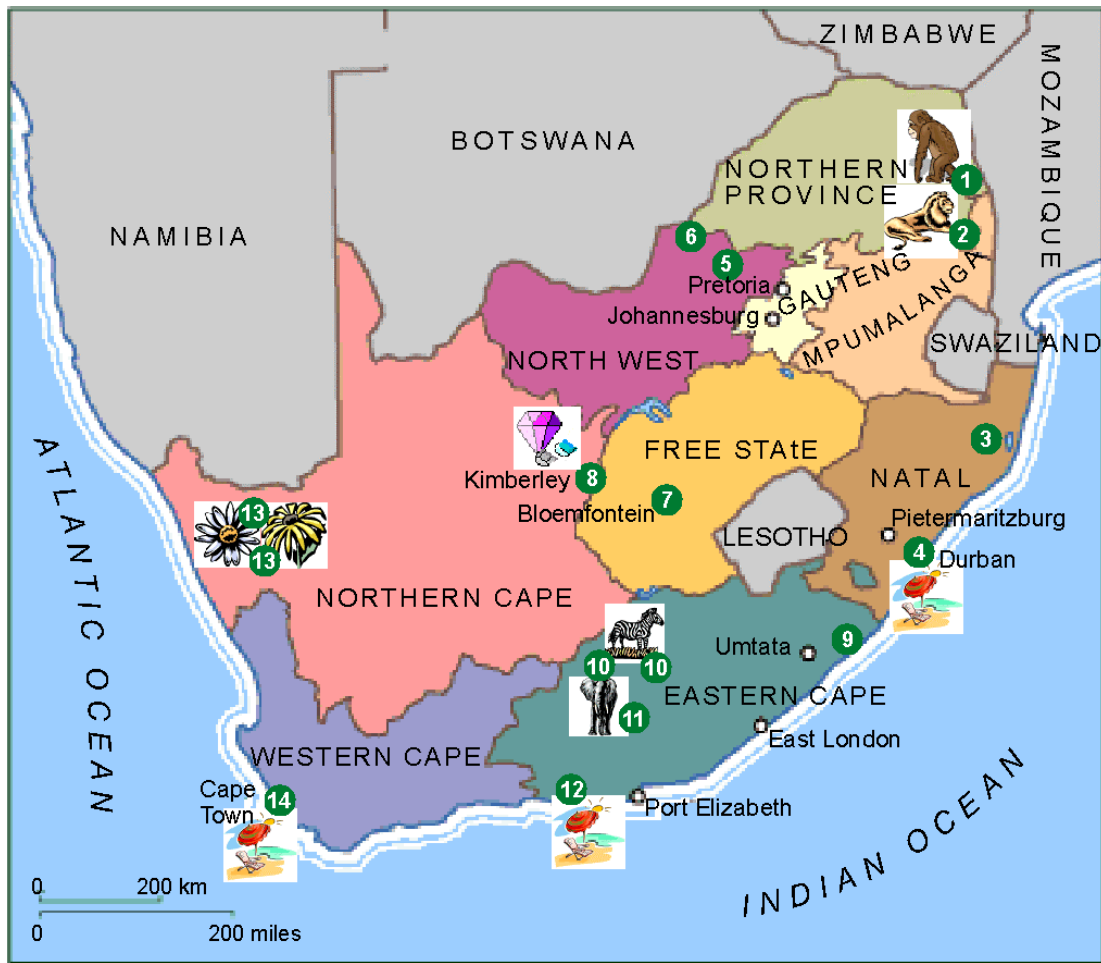 ZIMBABWE
MOZAMBIQUE
BOTSWANA
NORTHERN
PROVINCE
1
NAMIBIA
2
6
5
Pretoria
GAUTENG
Johannesburg
MPUMALANGA
SWAZILAND
NORTH WEST
ATLANTIC OCEAN
3
FREE STAtE
Kimberley
8
NATAL
7
Bloemfontein
13
Pietermaritzburg
LESOTHO
13
4
Durban
NORTHERN CAPE
9
Umtata
10
10
EASTERN CAPE
11
East London
WESTERN CAPE
Cape
Town
14
12
Port Elizabeth
INDIAN OCEAN
0 200 km
0 200 miles